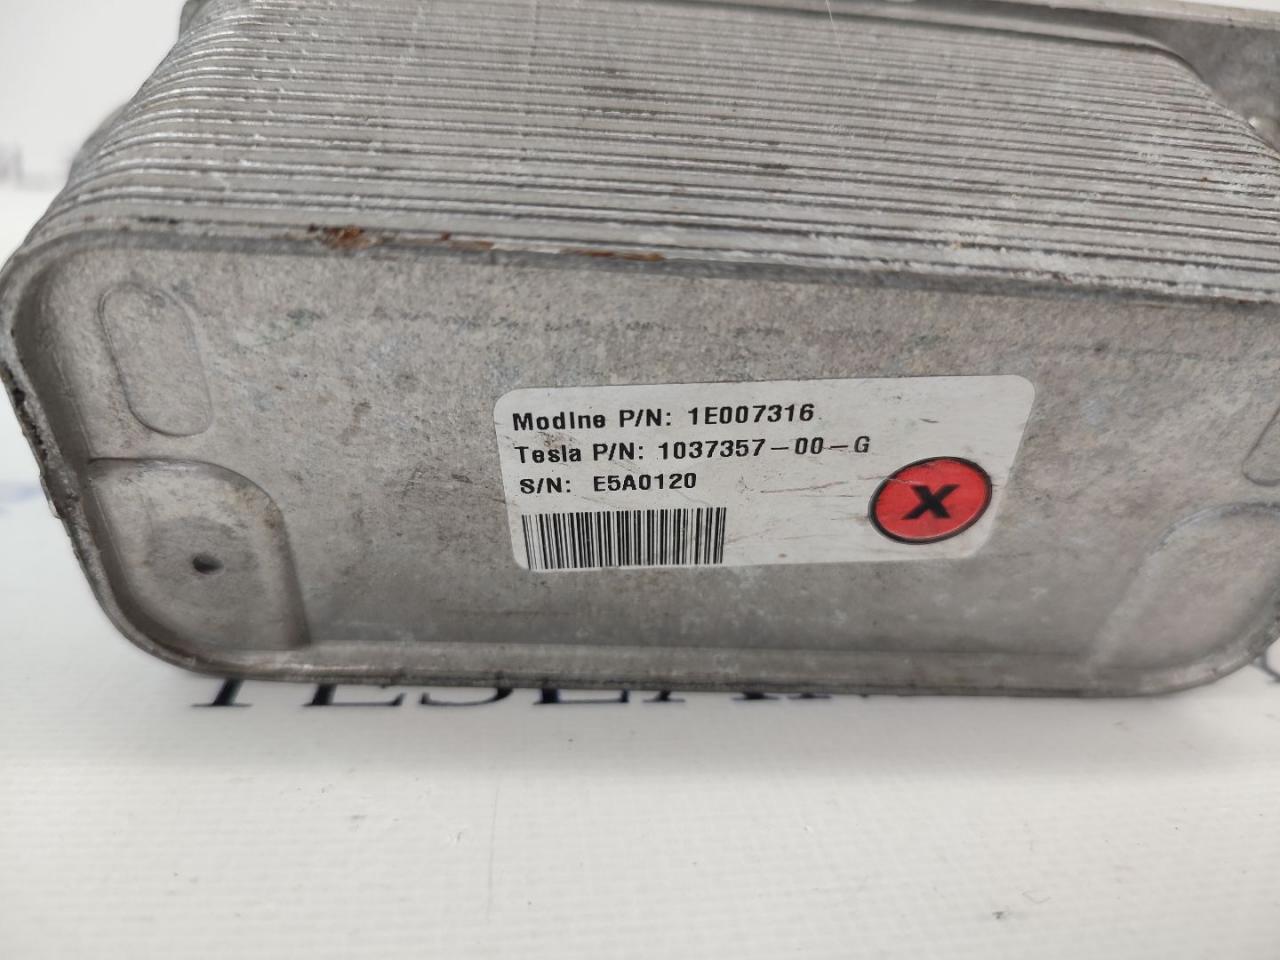 Modine P/N: 1E007316
Tesla P/N: 1037357-00-G
S/N: E5A0120
X